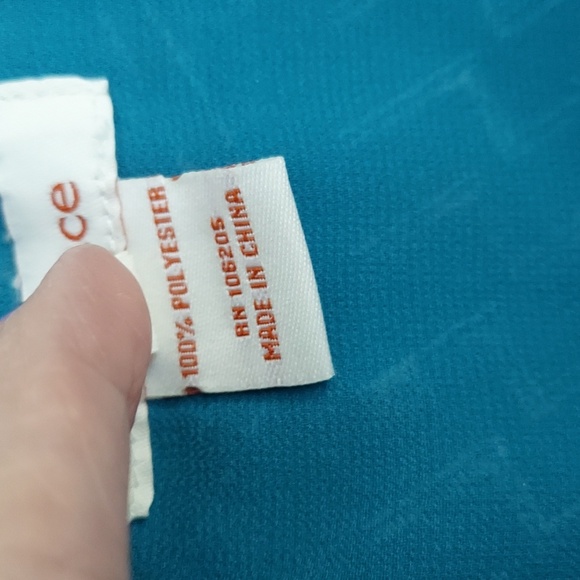 ce
100% POLYESTER
RN 106205
MADE IN CHINA